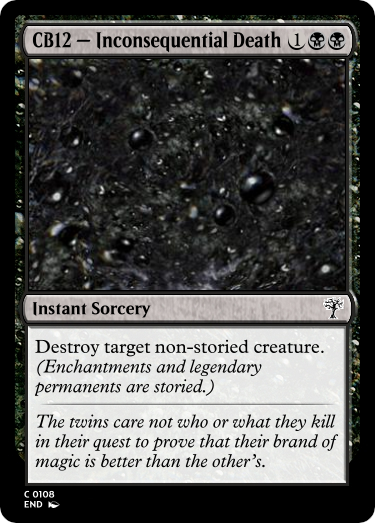 CB12 — Inconsequential Death 1
Instant Sorcery
Destroy target non-storied creature.
(Enchantments and legendary
permanents are storied.)
The twins care not who or what they kill
in their quest to prove that their brand of
magic is better than the other's.
C 0108
END